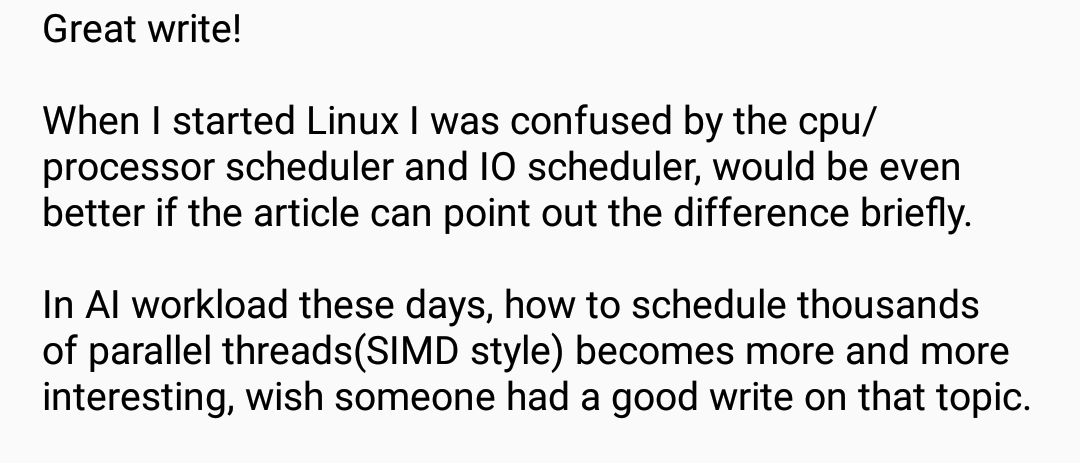 Great write!
When I started Linux I was confused by the cpu/
processor scheduler and IO scheduler, would be even
better if the article can point out the difference briefly.
In AI workload these days, how to schedule thousands
of parallel threads(SIMD style) becomes more and more
interesting, wish someone had a good write on that topic.